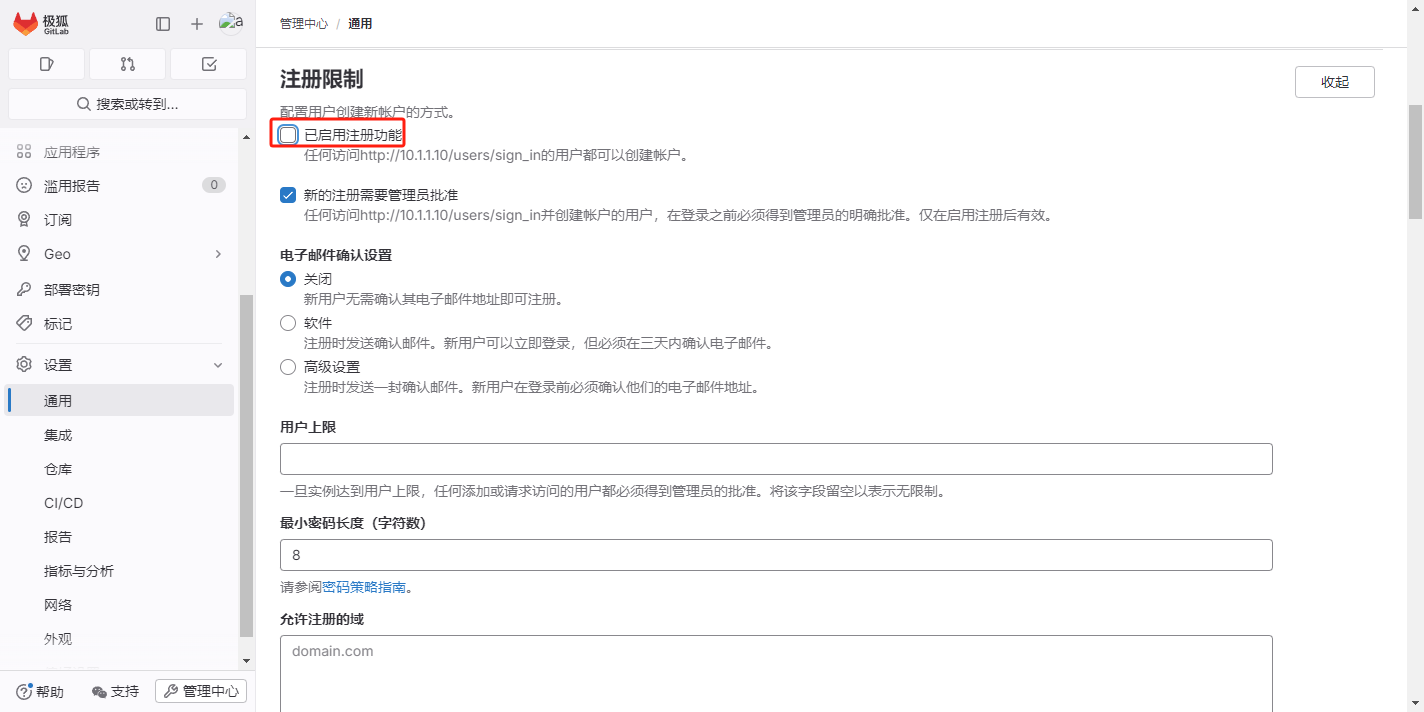 极狐
GitLab
a
搜索或转到...
应用程序
滥用报告
0
订阅
Geo
部署密钥
标记
设置
通用
集成
仓库
CI/CD
报告
指标与分析
网络
外观
帮助
支持
管理中心
管理中心 / 通用
注册限制
收起
配置用户创建新帐户的方式。
已启用注册功能
任何访问http://10.1.1.10/users/sign_in的用户都可以创建帐户。
新的注册需要管理员批准
任何访问http://10.1.1.10/users/sign_in并创建帐户的用户，在登录之前必须得到管理员的明确批准。仅在启用注册后有效。
电子邮件确认设置
关闭
新用户无需确认其电子邮件地址即可注册。
软件
注册时发送确认邮件。新用户可以立即登录，但必须在三天内确认电子邮件。
高级设置
注册时发送一封确认邮件。新用户在登录前必须确认他们的电子邮件地址。
用户上限
一旦实例达到用户上限，任何添加或请求访问的用户都必须得到管理员的批准。将该字段留空以表示无限制。
最小密码长度（字符数）
8
请参阅密码策略指南。
允许注册的域
domain.com